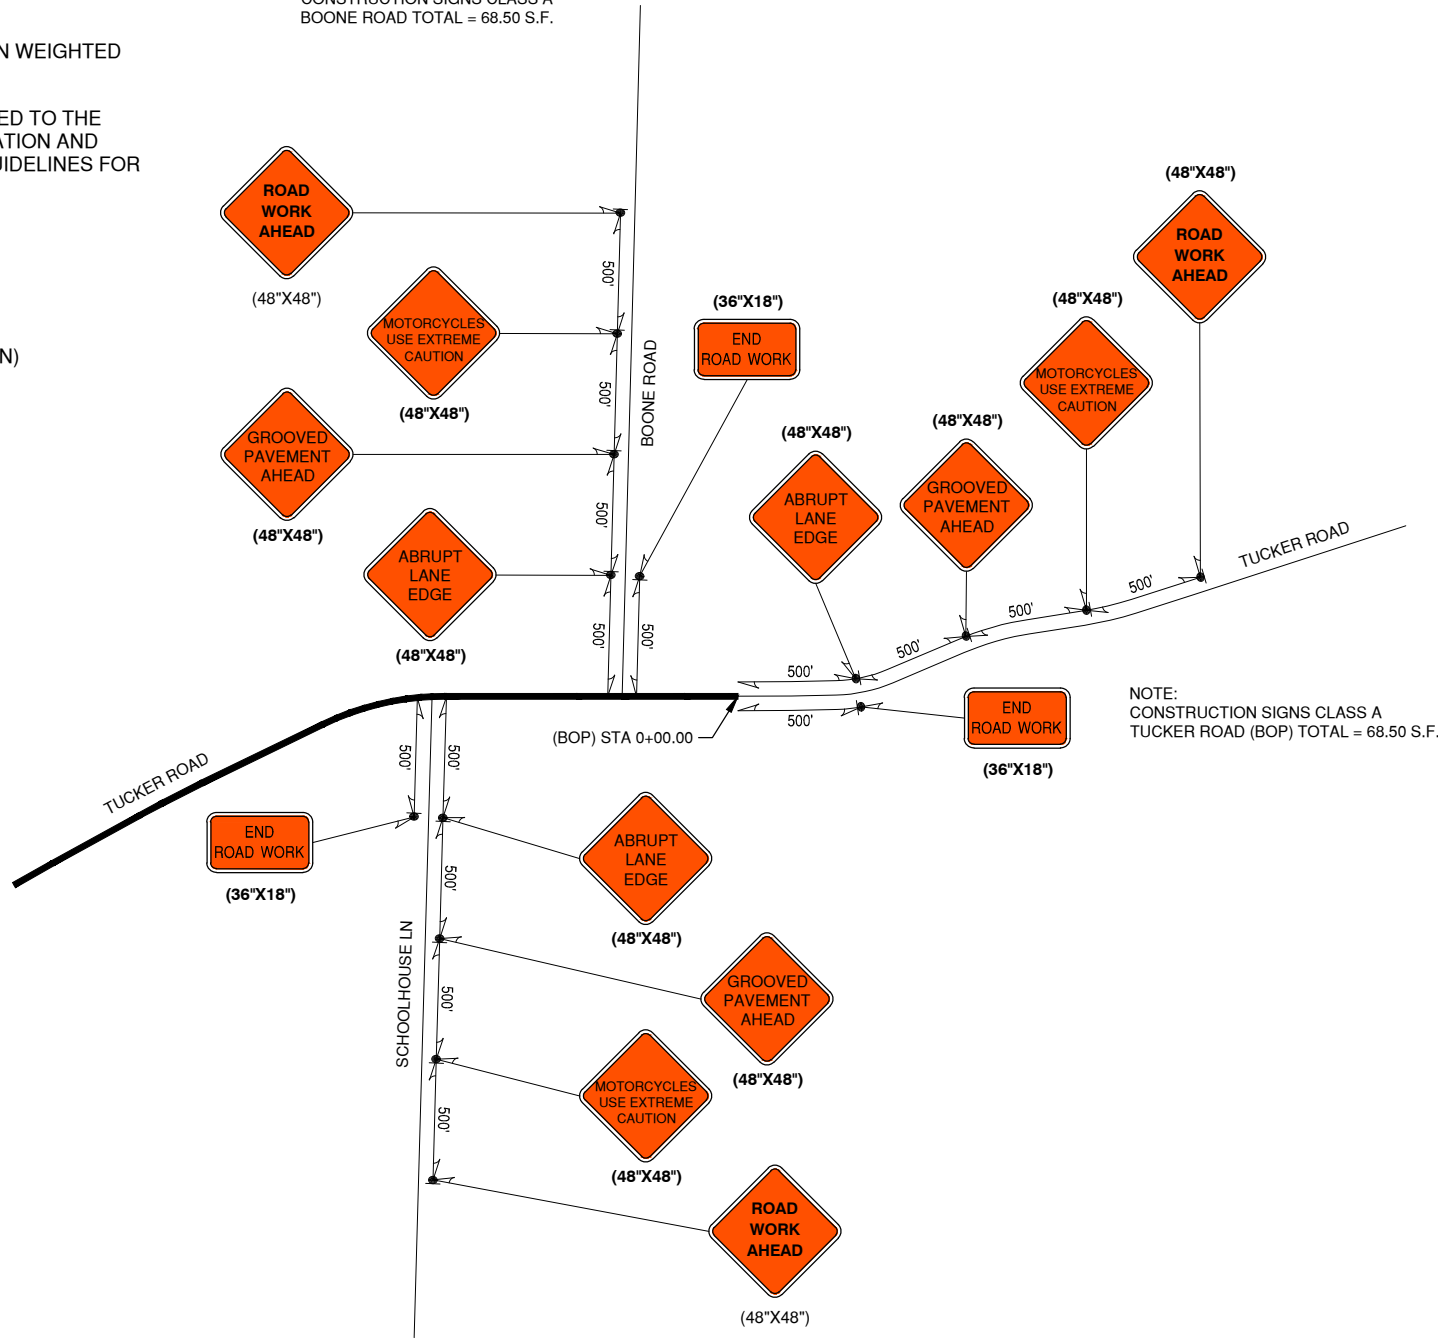 CONSTRUCTION SIGNS CLASS A
BOONE ROAD TOTAL = 68.50 S.F.
N WEIGHTED
ED TO THE
ATION AND
UIDELINES FOR
N)
ROAD
WORK
AHEAD
(48"X48")
500'
MOTORCYCLES
USE EXTREME
CAUTION
(48"X48")
500'
GROOVED
PAVEMENT
AHEAD
(48"X48")
500'
ABRUPT
LANE
EDGE
(48"X48")
500'
500'
BOONE ROAD
(36"X18")
END
ROAD WORK
(48"X48")
ABRUPT
LANE
EDGE
(48"X48")
GROOVED
PAVEMENT
AHEAD
(48"X48")
MOTORCYCLES
USE EXTREME
CAUTION
(48"X48")
ROAD
WORK
AHEAD
500'
500'
500'
500'
TUCKER ROAD
500'
END
ROAD WORK
(36"X18")
NOTE:
CONSTRUCTION SIGNS CLASS A
TUCKER ROAD (BOP) TOTAL = 68.50 S.F.
(BOP) STA 0+00.00
TUCKER ROAD
500'
500'
END
ROAD WORK
(36"X18")
ABRUPT
LANE
EDGE
(48"X48")
500'
SCHOOLHOUSE LN
GROOVED
PAVEMENT
AHEAD
(48"X48")
500'
MOTORCYCLES
USE EXTREME
CAUTION
(48"X48")
500'
ROAD
WORK
AHEAD
(48"X48")